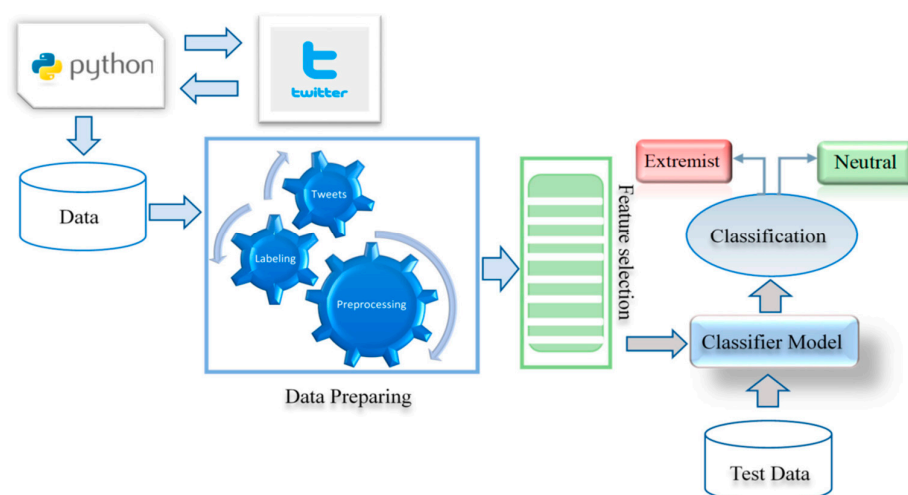 python
twitter
Data
Tweets
Labeling
Preprocessing
Data Preparing
Feature selection
Extremist
Neutral
Classification
Classifier Model
Test Data